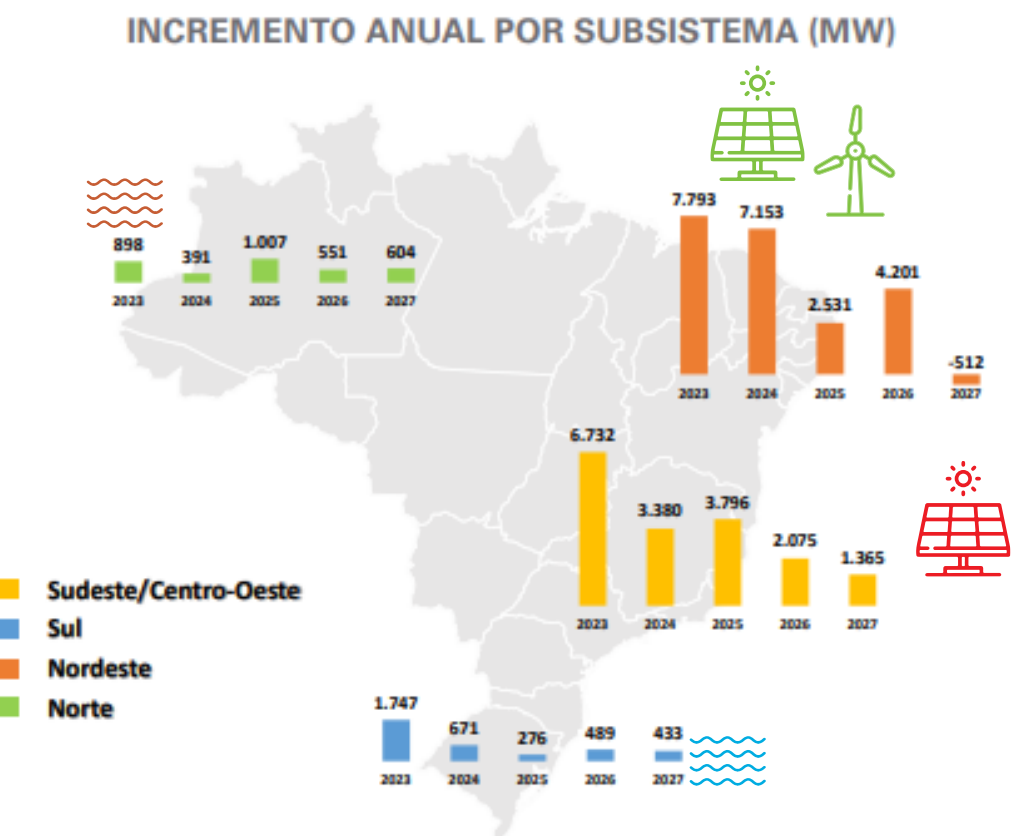 INCREMENTO ANUAL POR SUBSISTEMA (MW)
898 391 1.007 551 604
2023 2024 2025 2026 2027
7.793 7.153 2.531 4.201 -512
2023 2024 2025 2026 2027
6.732 3.380 3.796 2.075 1.365
2023 2024 2025 2026 2027
Sudeste/Centro-Oeste
Sul
Nordeste
Norte
1.747 671 276 489 433
2023 2024 2025 2026 2027